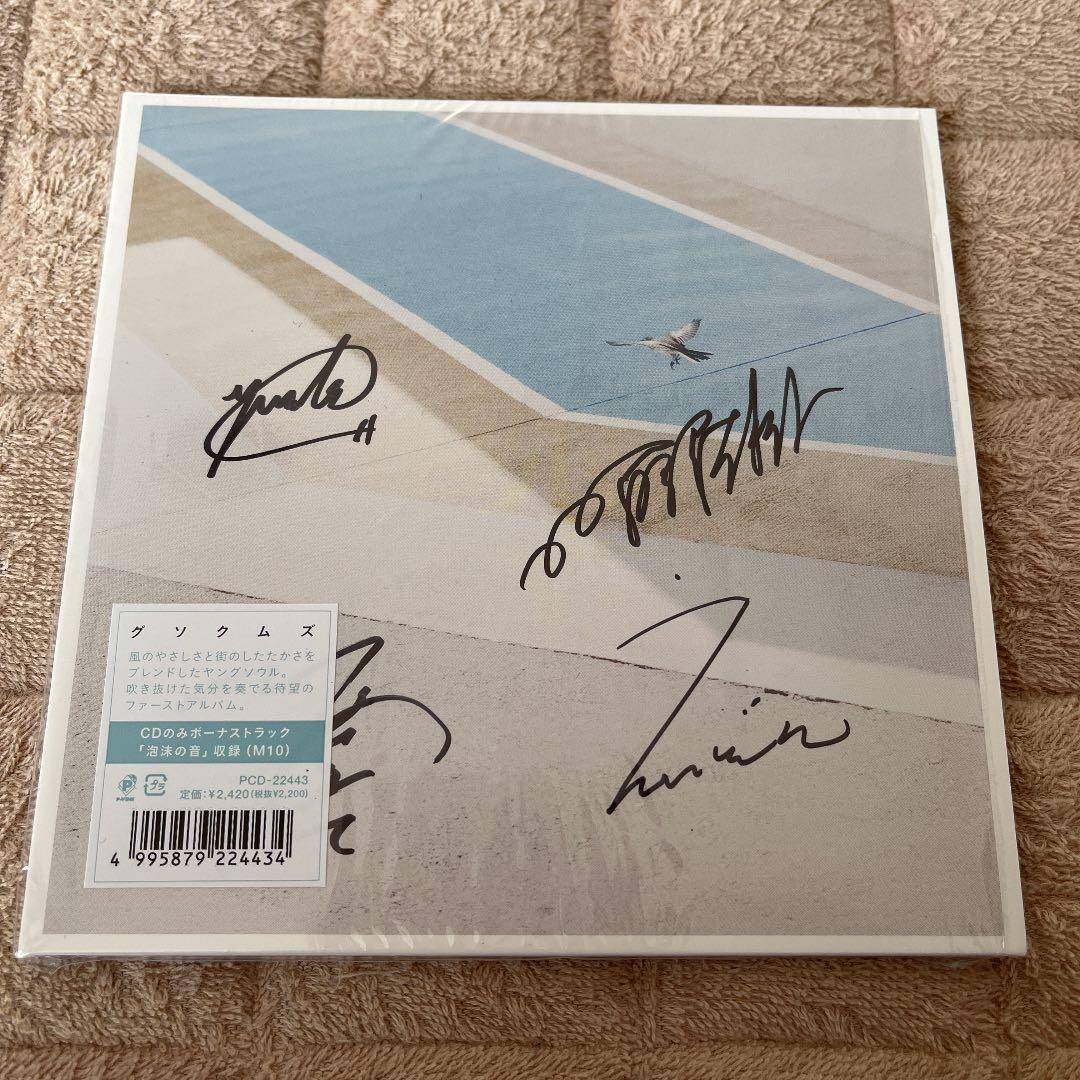 グソクムズ
風のやさしさと街のしたたかさを
ブレンドしたヤングソウル。
吹き抜けた気分を奏でる待望の
ファーストアルバム。
CDのみボーナストラック
「泡沫の音」収録（M10）
PCD-22443
定価:¥2,420(税抜¥2,200)
プラ
4 995879 224434